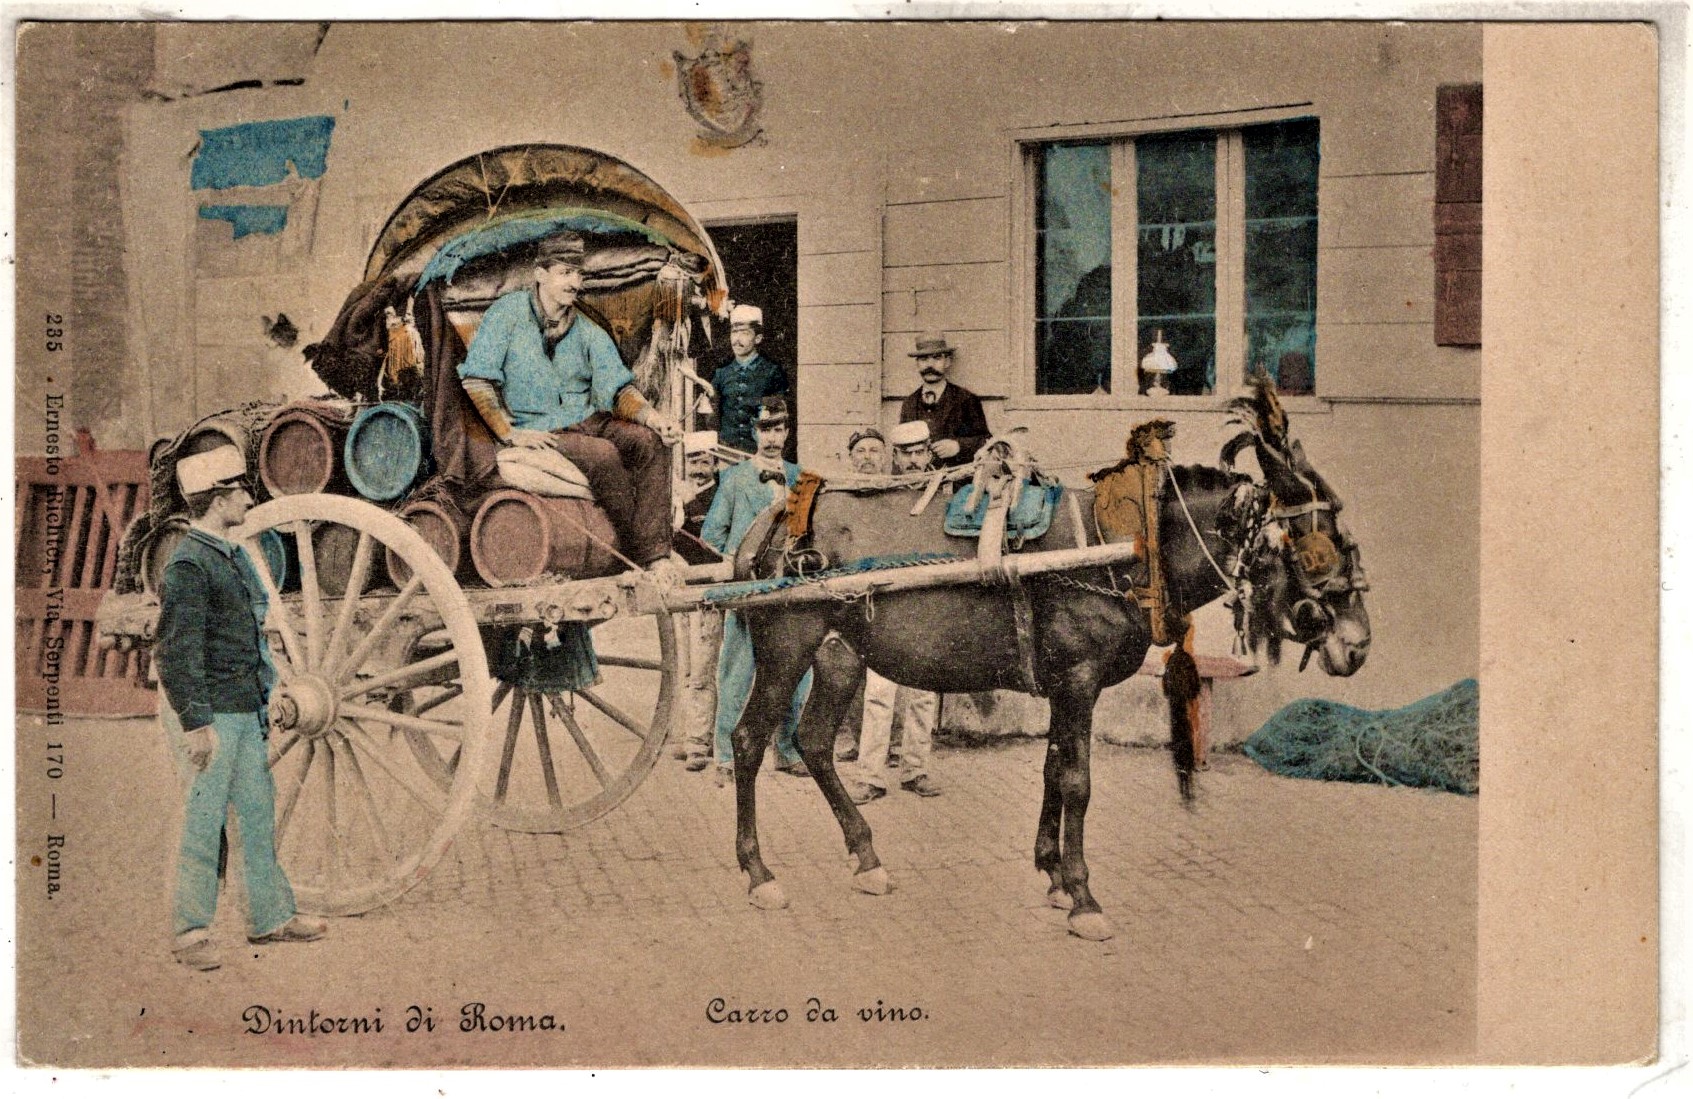 235 . Ernesto Richter, Via Serpenti 170 — Roma.
Dintorni di Roma.
Carro da vino.